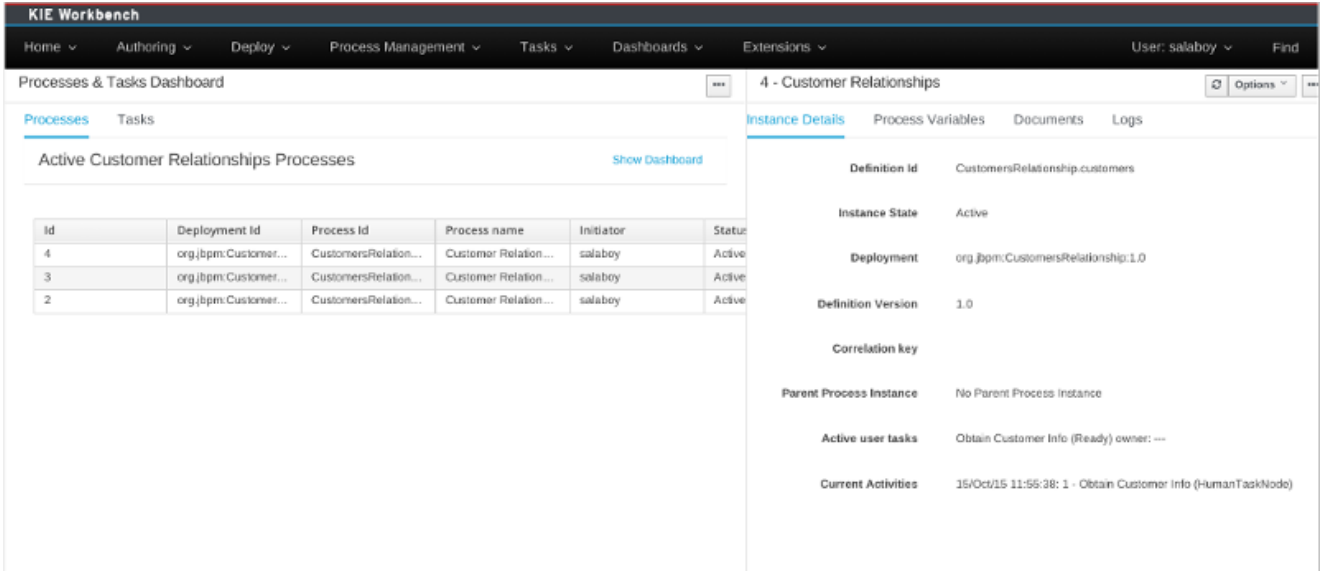 KIE Workbench
Home Authoring Deploy Process Management Tasks Dashboards Extensions User: salaboy Find
Processes & Tasks Dashboard
Processes Tasks
Active Customer Relationships Processes Show Dashboard
Id Deployment Id Process Id Process name Initiator Status
4 org.jbpm:Customer... CustomersRelation... Customer Relation... salaboy Active
3 org.jbpm:Customer... CustomersRelation... Customer Relation... salaboy Active
2 org.jbpm:Customer... CustomersRelation... Customer Relation... salaboy Active
4 - Customer Relationships Options
Instance Details Process Variables Documents Logs
Definition Id CustomersRelationship.customers
Instance State Active
Deployment org.jbpm:CustomersRelationship:1.0
Definition Version 1.0
Correlation key
Parent Process Instance No Parent Process Instance
Active user tasks Obtain Customer Info (Ready) owner: ---
Current Activities 15/Oct/15 11:55:38: 1 - Obtain Customer Info (HumanTaskNode)